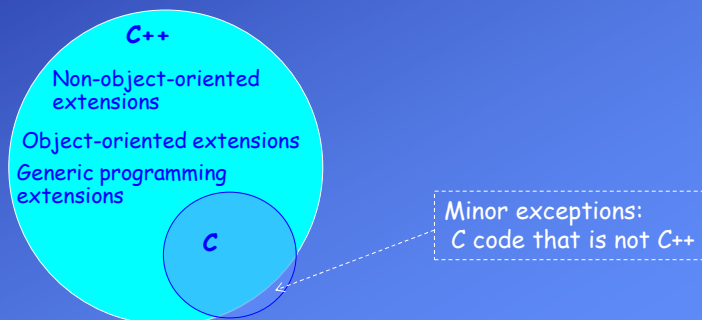 C++
Non-object-oriented
extensions
Object-oriented extensions
Generic programming
extensions
C
Minor exceptions:
C code that is not C++